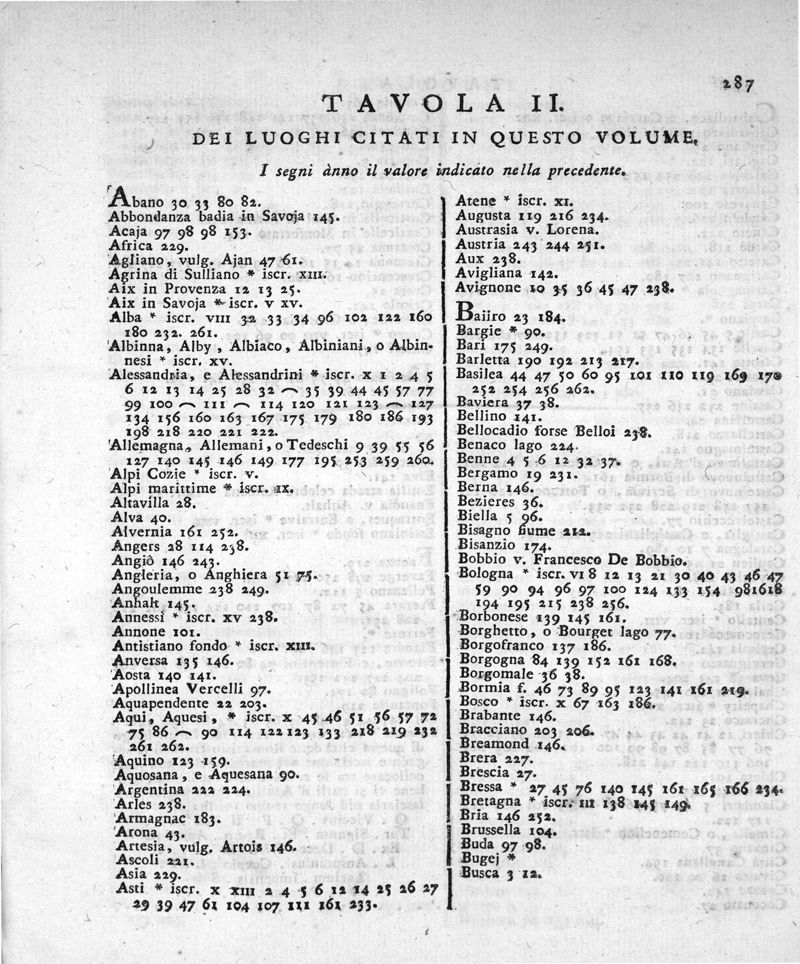 287
TAVOLA II.
DEI LUOGHI CITATI IN QUESTO VOLUME.
I segni ànno il valore indicato nella precedente.
Abano 30 33 80 82.
Abbondanza badia in Savoja 145.
Acaja 97 98 98 153.
Africa 229.
Agliano, vulg. Ajan 47 61.
Agrina di Sulliano * iscr. XIII.
Aix in Provenza 12 13 25.
Aix in Savoja * iscr. V XV.
Alba * iscr. VIII 32 33 34 96 102 122 160
180 232. 261.
Albinna, Alby, Albiaco, Albiniani, o Albin-
nesi * iscr. XV.
Alessandria, e Alessandrini * iscr. X 1 2 4 5
6 12 13 14 25 28 32 ⁓ 35 39 44 45 57 77
99 100 ⁓ 111 ⁓ 114 120 121 123 ⁓ 127
134 156 160 163 167 175 179 180 186 193
198 218 220 221 222.
Allemagna, Allemani, o Tedeschi 9 39 55 56
127 140 145 146 149 177 195 253 259 260.
Alpi Cozie * iscr. V.
Alpi marittime * iscr. IX.
Altavilla 28.
Alva 40.
Alvernia 161 252.
Angers 28 114 238.
Angiò 146 243.
Angleria, o Anghiera 51 75.
Angoulemme 238 249.
Anhalt 145.
Annessì * iscr. XV 238.
Annone 101.
Antistiano fondo * iscr. XIII.
Anversa 135 146.
Aosta 140 141.
Apollinea Vercelli 97.
Aquapendente 22 203.
Aqui, Aquesi, * iscr. X 45 46 51 56 57 72
75 86 ⁓ 90 114 122 123 133 218 219 232
261 262.
Aquino 123 159.
Aquosana, e Aquesana 90.
Argentina 222 224.
Arles 238.
Armagnac 183.
Arona 43.
Artesia, vulg. Artois 146.
Ascoli 221.
Asia 229.
Asti * iscr. X XIII 2 4 5 6 12 14 25 26 27
29 39 47 61 104 107 111 161 233.
Atene * iscr. XI.
Augusta 119 216 234.
Austrasia v. Lorena.
Austria 243 244 251.
Aux 238.
Avigliana 142.
Avignone 10 35 36 45 47 238.
Baiiro 23 184.
Bargie * 90.
Bari 175 249.
Barletta 190 192 213 217.
Basilea 44 47 50 60 95 101 110 119 169 170
252 254 256 262.
Baviera 37 38.
Bellino 141.
Bellocadio forse Belloi 238.
Benaco lago 224.
Benne 4 5 6 12 32 37.
Bergamo 19 231.
Berna 146.
Bezieres 36.
Biella 5 96.
Bisagno fiume 212.
Bisanzio 174.
Bobbio v. Francesco De Bobbio.
Bologna * iscr. VI 8 12 13 21 30 40 43 46 47
59 90 94 96 97 100 124 133 154 981618
194 195 215 238 256.
Borbonese 139 145 161.
Borghetto, o Bourget lago 77.
Borgofranco 137 186.
Borgogna 84 139 152 161 168.
Borgomale 36 38.
Bormia f. 46 73 89 95 123 141 161 219.
Bosco * iscr. X 67 163 186.
Brabante 146.
Bracciano 203 206.
Breamond 146.
Brera 227.
Brescia 27.
Bressa * 27 45 76 140 145 161 165 166 234.
Bretagna * iscr. III 138 145 149.
Bria 146 252.
Brussella 104.
Buda 97 98.
Bugej *
Busca 3 12.